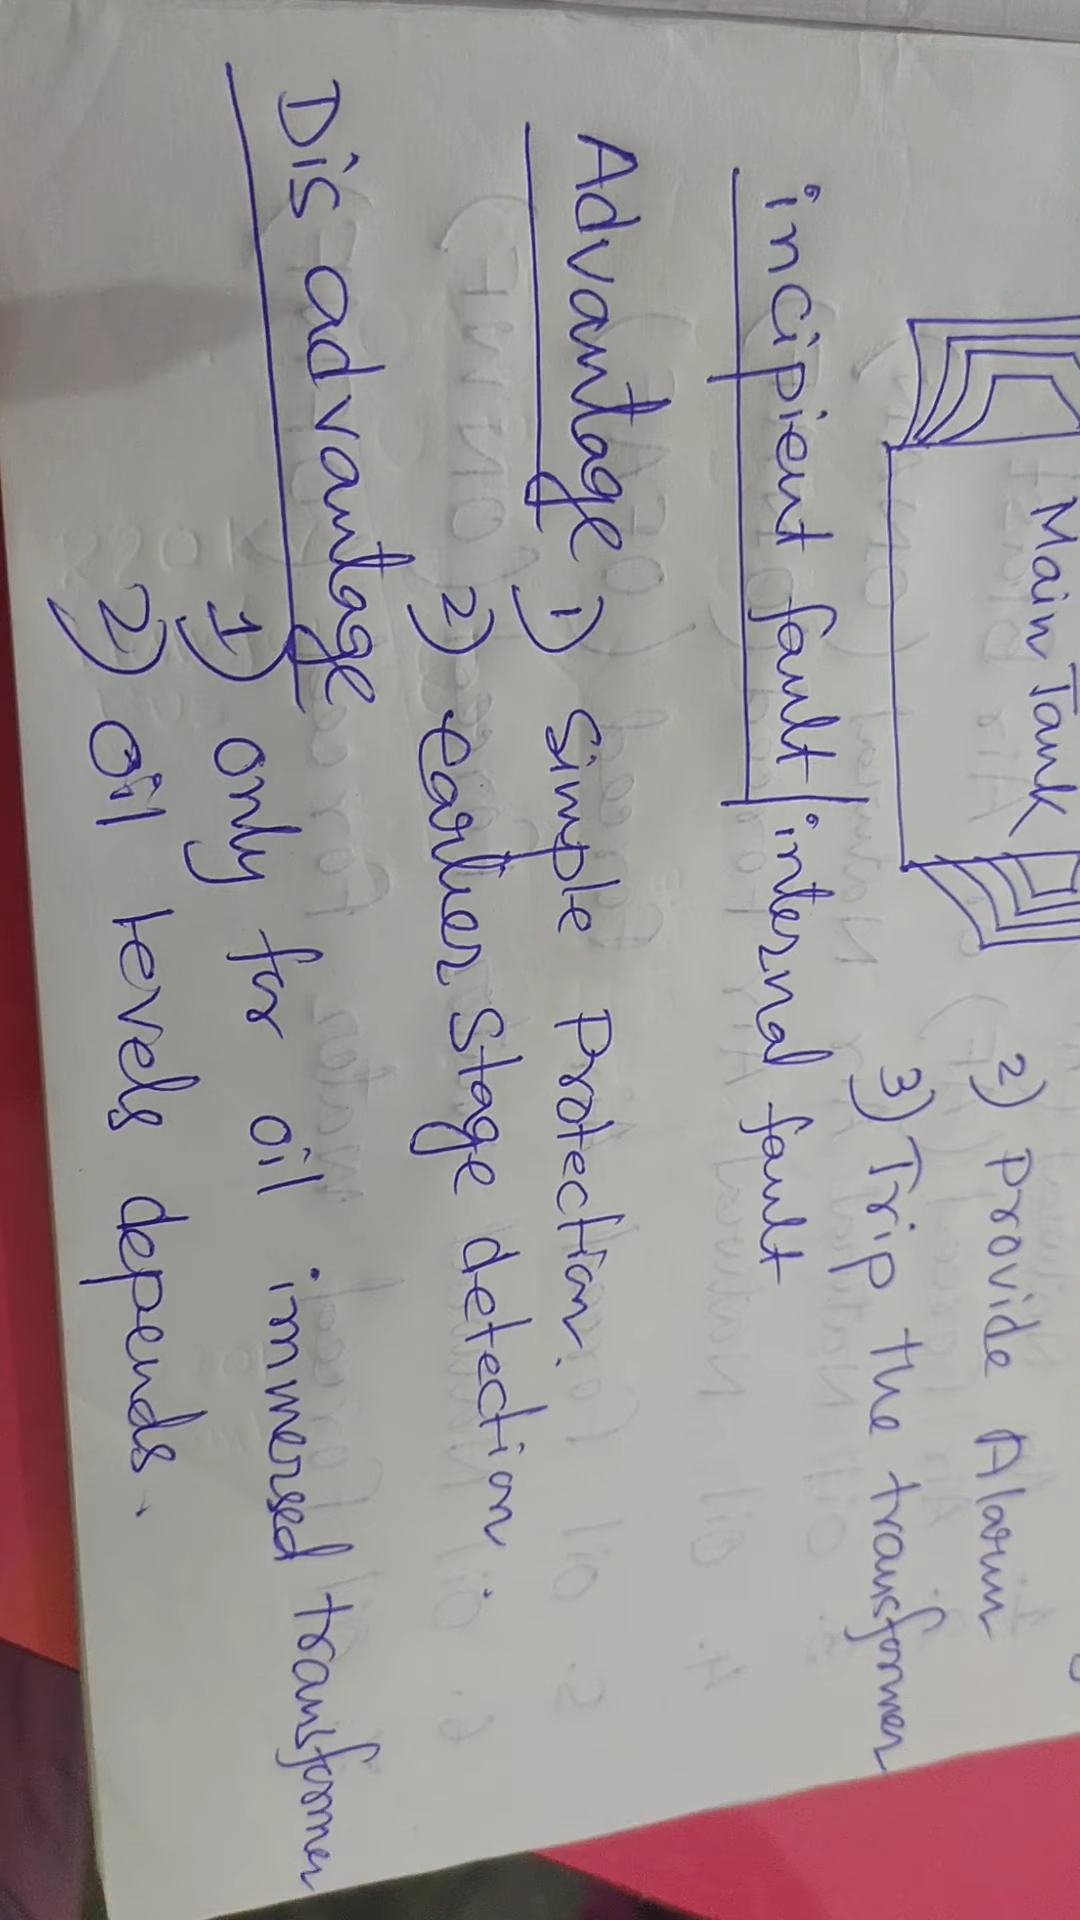 Main Tank
2) Provide Alarm
3) Trip the transformer
incipient fault | internal fault
Advantage 1) Simple Protection.
2) earlier Stage detection.
Dis advantage
1) only for oil immersed transformer
2) oil levels depends.